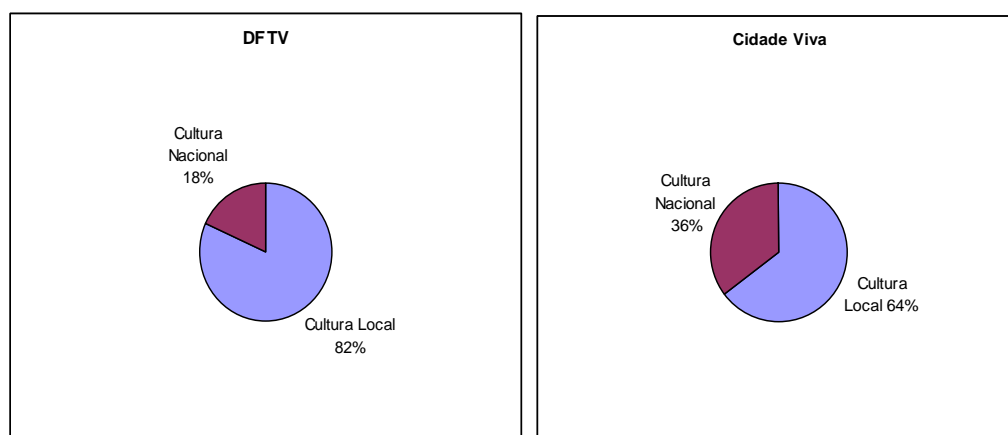 DFTV
Cultura
Nacional
18%
Cultura Local
82%
Cidade Viva
Cultura
Nacional
36%
Cultura
Local 64%